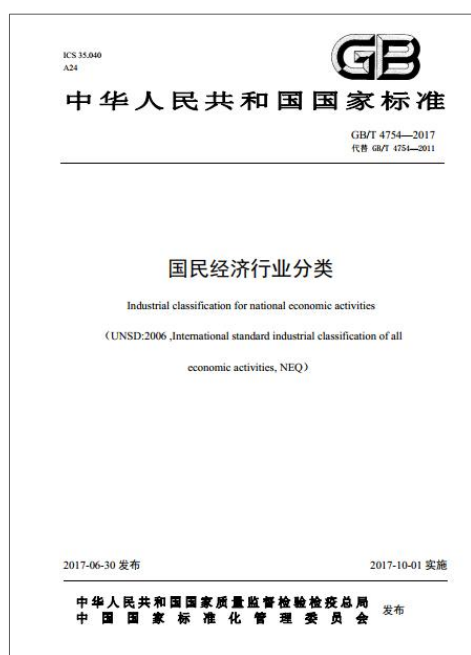 ICS 35.040
A24
GB
中华人民共和国国家标准
GB/T 4754—2017
代替 GB/T 4754—2011
国民经济行业分类
Industrial classification for national economic activities
（UNSD:2006 ,International standard industrial classification of all
economic activities, NEQ）
2017-06-30 发布
2017-10-01 实施
中华人民共和国国家质量监督检验检疫总局
中国国家标准化管理委员会
发布